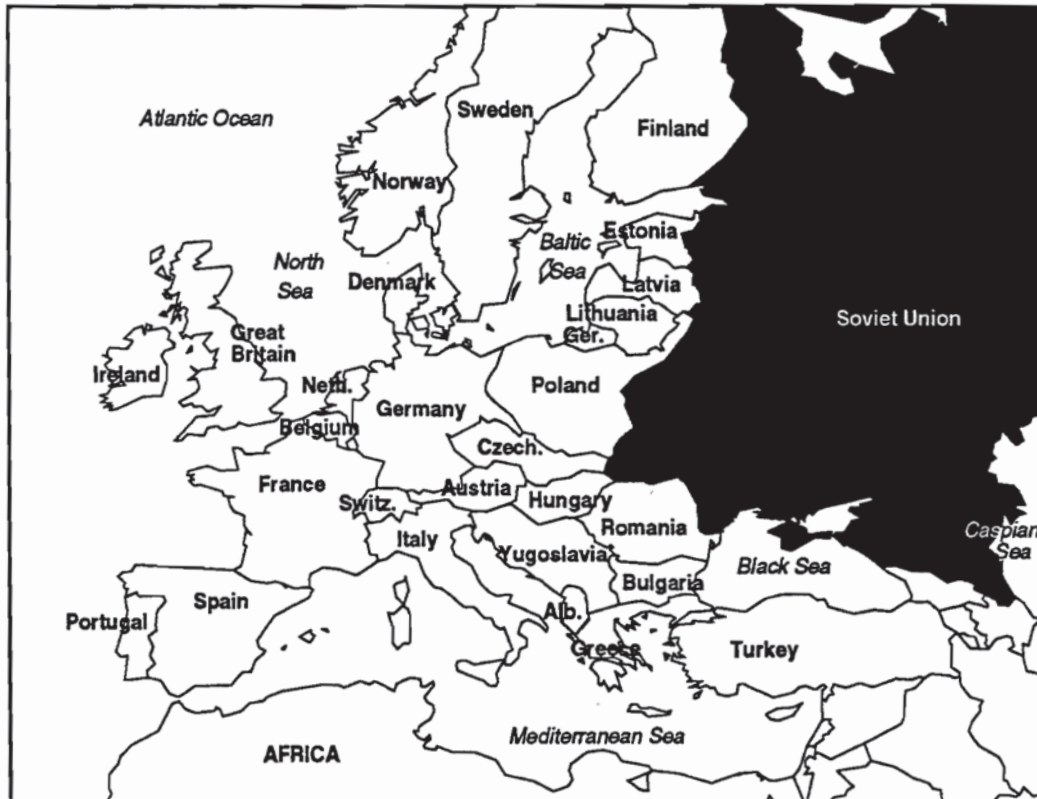 Atlantic Ocean
Sweden
Finland
Norway
Estonia
Baltic
Sea
North
Sea
Denmark
Latvia
Lithuania
Soviet Union
Great
Britain
Ger.
Ireland
Neth.
Poland
Germany
Belgium
Czech.
France
Austria
Switz.
Hungary
Romania
Caspian
Sea
Italy
Yugoslavia
Black Sea
Bulgaria
Spain
Alb.
Portugal
Greece
Turkey
Mediterranean Sea
AFRICA